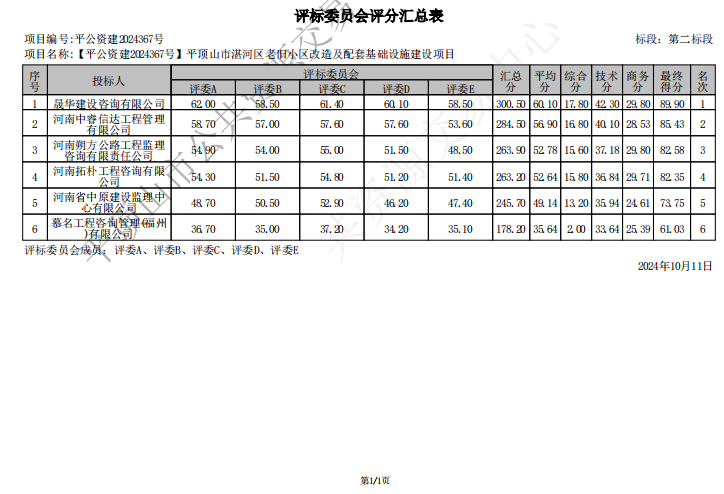 评标委员会评分汇总表
项目编号:平公资建2024367号 标段: 第二标段
项目名称:【平公资建2024367号】平顶山市湛河区老旧小区改造及配套基础设施建设项目
序号 投标人 评标委员会 汇总分 平均分 综合分 技术分 商务分 最终得分 名次
评委A 评委B 评委C 评委D 评委E
1 晟华建设咨询有限公司 62.00 58.50 61.40 60.10 58.50 300.50 60.10 17.80 42.30 29.80 89.90 1
2 河南中睿信达工程管理有限公司 58.70 57.00 57.60 57.60 53.60 284.50 56.90 16.80 40.10 28.53 85.43 2
3 河南朔方公路工程监理咨询有限责任公司 54.90 54.00 55.00 51.50 48.50 263.90 52.78 15.60 37.18 29.80 82.58 3
4 河南拓朴工程咨询有限公司 54.30 51.50 54.80 51.20 51.40 263.20 52.64 15.80 36.84 29.71 82.35 4
5 河南省中原建设监理中心有限公司 48.70 50.50 52.90 46.20 47.40 245.70 49.14 13.20 35.94 24.61 73.75 5
6 慕名工程咨询管理(福州)有限公司 36.70 35.00 37.20 34.20 35.10 178.20 35.64 2.00 33.64 25.39 61.03 6
评标委员会成员: 评委A、评委B、评委C、评委D、评委E
2024年10月11日
第1/1页